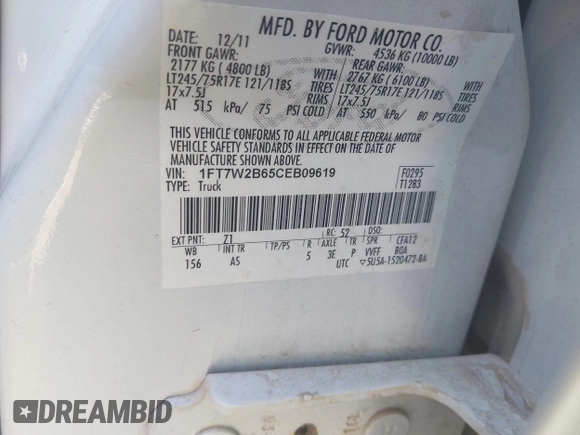 MFD. BY FORD MOTOR CO.
DATE: 12/11 GVWR: 4536 KG (10000 LB)
FRONT GAWR: REAR GAWR:
2177 KG ( 4800 LB) WITH 2767 KG ( 6100 LB) WITH
LT245/75R17E 121/118S TIRES LT245/75R17E 121/118S TIRES
17x7.5J RIMS 17x7.5J RIMS
AT 515 kPa/ 75 PSI COLD AT 550 kPa/ 80 PSI COLD
THIS VEHICLE CONFORMS TO ALL APPLICABLE FEDERAL MOTOR
VEHICLE SAFETY STANDARDS IN EFFECT ON THE DATE OF
MANUFACTURE SHOWN ABOVE.
VIN: 1FT7W2B65CEB09619 F0295
TYPE: Truck T1283
EXT PNT: Z1 RC: 52 DSO:
WB INT TR TP/PS R AXLE TR SPR CFA12
156 AS 5 3E P VVFF BOA
UTC ▽5U5A-1520472-BA
DREAMBID